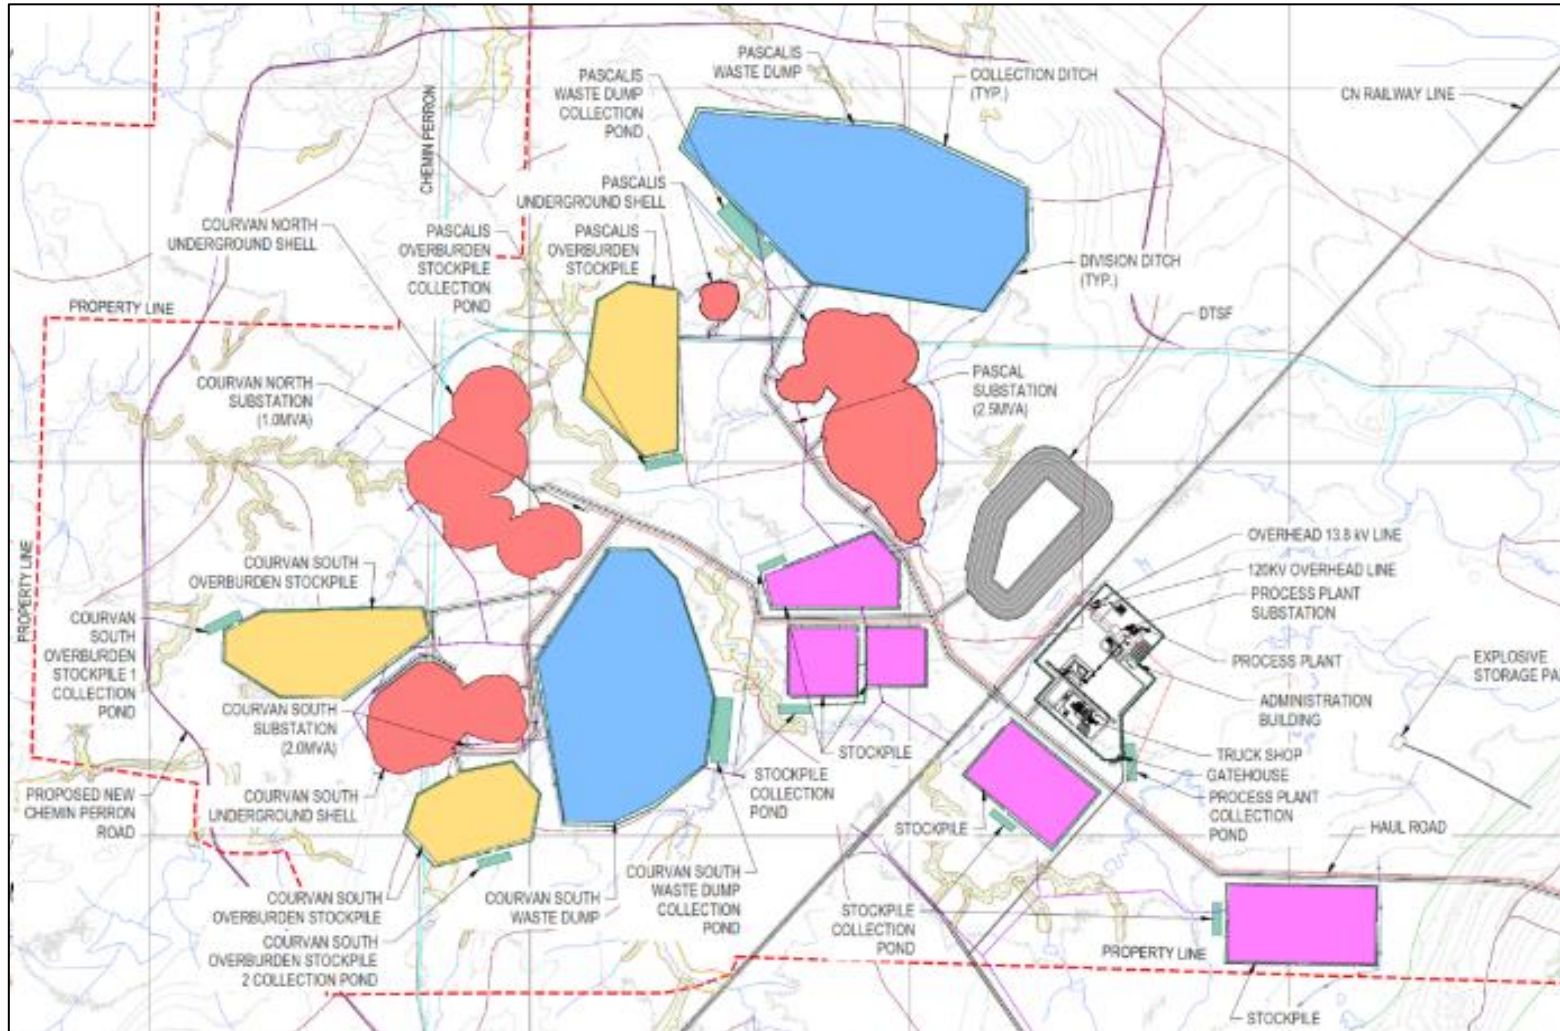 PASCALIS
WASTE DUMP
PASCALIS
WASTE DUMP
COLLECTION
POND
COLLECTION DITCH
(TYP.)
CN RAILWAY LINE
CHEMIN PERRON
PASCALIS
UNDERGROUND SHELL
COURVAN NORTH
UNDERGROUND SHELL
PASCALIS
OVERBURDEN
STOCKPILE
COLLECTION
POND
PASCALIS
OVERBURDEN
STOCKPILE
DIVISION DITCH
(TYP.)
PROPERTY LINE
DTSF
COURVAN NORTH
SUBSTATION
(1.0MVA)
PASCAL
SUBSTATION
(2.5MVA)
PROPERTY LINE
COURVAN SOUTH
OVERBURDEN STOCKPILE
OVERHEAD 13.8 kV LINE
120KV OVERHEAD LINE
PROCESS PLANT
SUBSTATION
COURVAN
SOUTH
OVERBURDEN
STOCKPILE 1
COLLECTION
POND
PROCESS PLANT
EXPLOSIVE
STORAGE PA
COURVAN SOUTH
SUBSTATION
(2.0MVA)
ADMINISTRATION
BUILDING
STOCKPILE
TRUCK SHOP
GATEHOUSE
PROCESS PLANT
COLLECTION
POND
STOCKPILE
COLLECTION
POND
PROPOSED NEW
CHEMIN PERRON
ROAD
COURVAN SOUTH
UNDERGROUND SHELL
STOCKPILE
HAUL ROAD
COURVAN SOUTH
OVERBURDEN STOCKPILE
COURVAN SOUTH
WASTE DUMP
COURVAN SOUTH
WASTE DUMP
COLLECTION
POND
STOCKPILE
COLLECTION
POND
COURVAN SOUTH
OVERBURDEN STOCKPILE
2 COLLECTION POND
PROPERTY LINE
STOCKPILE